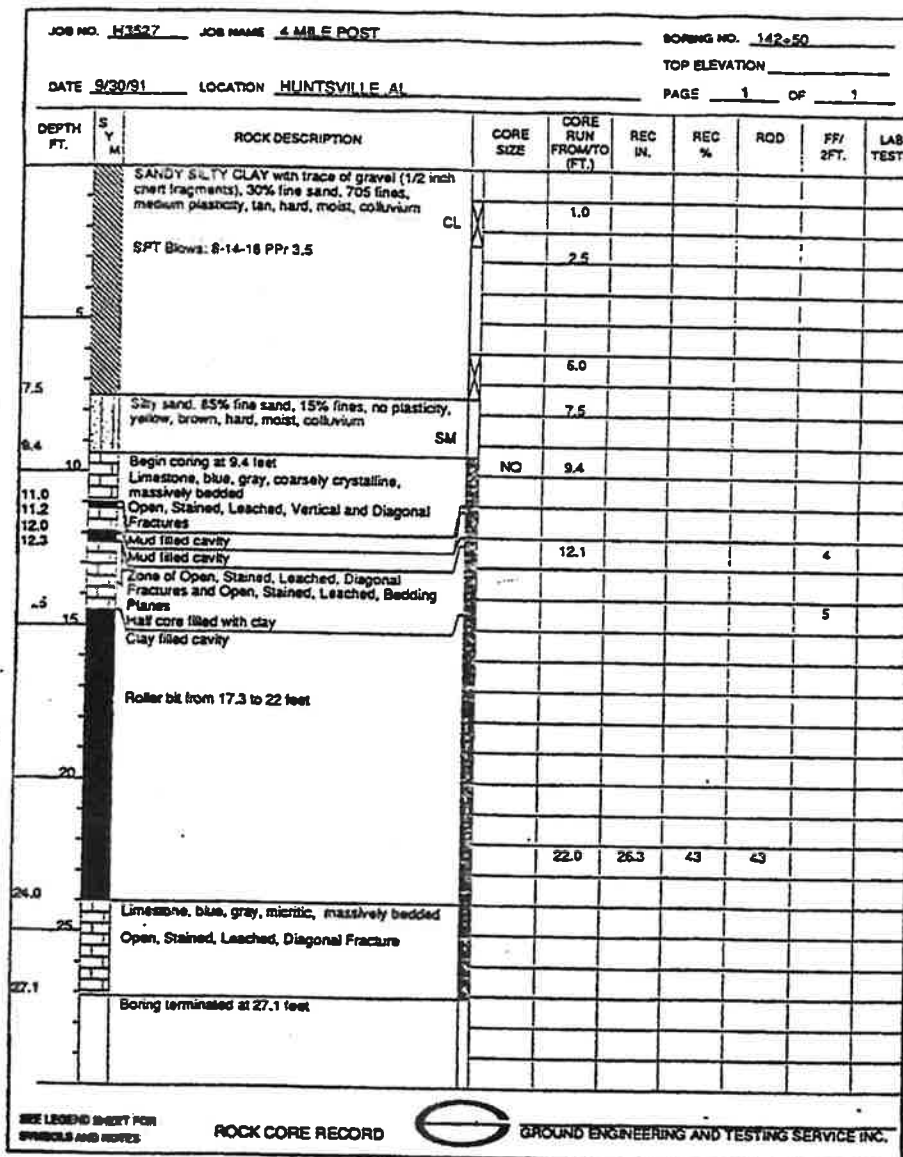 JOB NO. H3527 JOB NAME 4 MILE POST
BORING NO. 142+50
TOP ELEVATION
DATE 9/30/91 LOCATION HUNTSVILLE AL
PAGE 1 OF 1
DEPTH FT. SYM ROCK DESCRIPTION CORE SIZE CORE RUN FROM/TO (FT.) REC IN. REC % RQD FF/ 2FT. LAB TEST
SANDY SILTY CLAY with trace of gravel (1/2 inch
chert fragments), 30% fine sand, 705 fines,
medium plasticity, tan, hard, moist, colluvium
CL
1.0
SPT Blows: 8-14-16 PPr 3.5
2.5
5
6.0
7.5
Silty sand, 85% fine sand, 15% fines, no plasticity,
yellow, brown, hard, moist, colluvium
7.5
SM
9.4
10
Begin coring at 9.4 feet
NQ 9.4
Limestone, blue, gray, coarsely crystalline,
massively bedded
11.0
11.2
Open, Stained, Leached, Vertical and Diagonal
Fractures
12.0
12.3
Mud filled cavity
Mud filled cavity
12.1 4
Zone of Open, Stained, Leached, Diagonal
Fractures and Open, Stained, Leached, Bedding
Planes
.5
5
15
Half core filled with clay
Clay filled cavity
Roller bit from 17.3 to 22 feet
20
22.0 26.3 43 43
24.0
Limestone, blue, gray, micritic, massively bedded
25
Open, Stained, Leached, Diagonal Fracture
27.1
Boring terminated at 27.1 feet
SEE LEGEND SHEET FOR
SYMBOLS AND NOTES
ROCK CORE RECORD
GROUND ENGINEERING AND TESTING SERVICE INC.